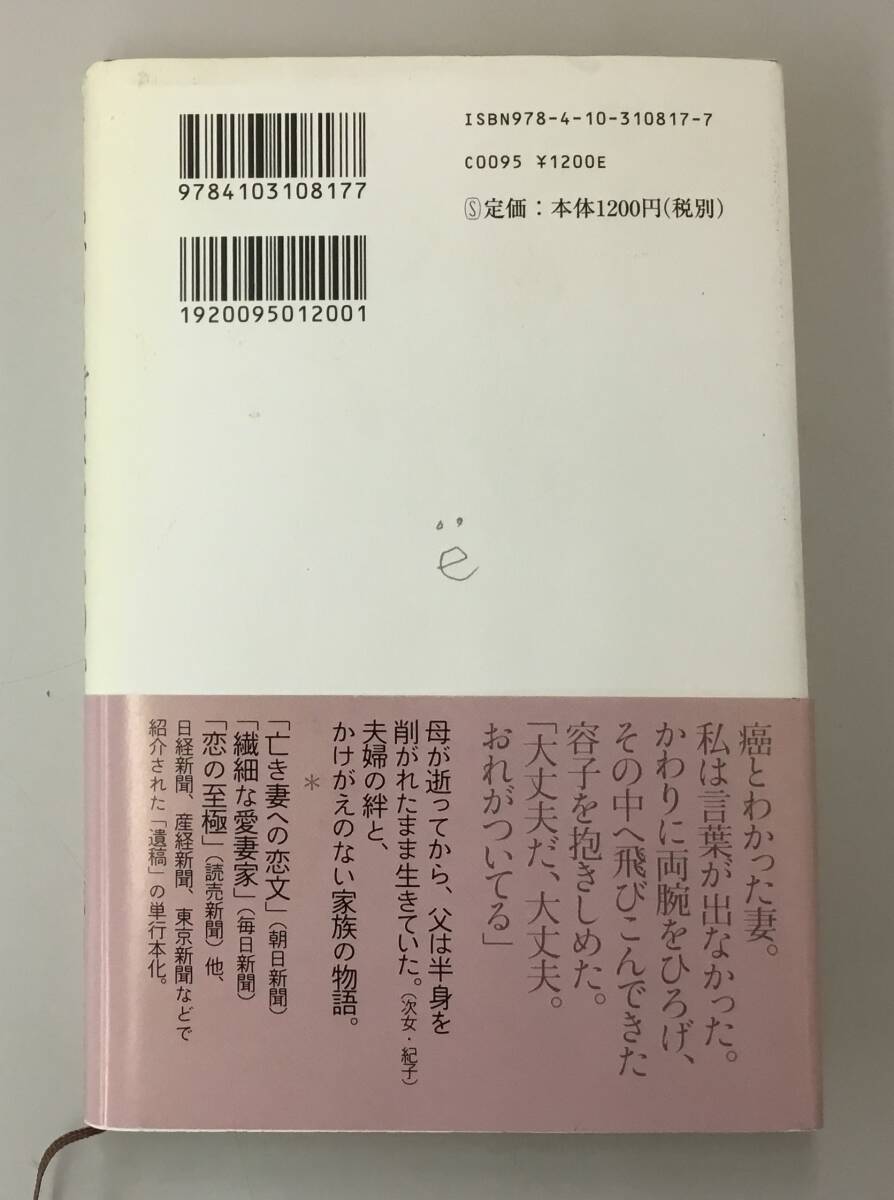 9784103108177
1920095012001
ISBN978-4-10-310817-7
C0095 ¥1200E
Ⓢ定価：本体1200円(税別)
ë
癌とわかった妻。
私は言葉が出なかった。
かわりに両腕をひろげ、
その中へ飛びこんできた
容子を抱きしめた。
「大丈夫だ、大丈夫。
おれがついてる」
母が逝ってから、父は半身を
削がれたまま生きていた。（次女・紀子）
夫婦の絆と、
かけがえのない家族の物語。
＊
「亡き妻への恋文」（朝日新聞）
「繊細な愛妻家」（毎日新聞）
「恋の至極」（読売新聞）他、
日経新聞、産経新聞、東京新聞などで
紹介された「遺稿」の単行本化。